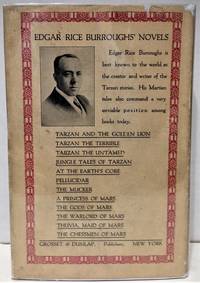 EDGAR RICE BURROUGHS' NOVELS
Edgar Rice Burroughs is
best known to the world as
the creator and writer of the
Tarzan stories. His Martian
tales also command a very
enviable position among
books today.
TARZAN AND THE GOLDEN LION
TARZAN THE TERRIBLE
TARZAN THE UNTAMED
JUNGLE TALES OF TARZAN
AT THE EARTH'S CORE
PELLUCIDAR
THE MUCKER
A PRINCESS OF MARS
THE GODS OF MARS
THE WARLORD OF MARS
THUVIA, MAID OF MARS
THE CHESSMEN OF MARS
GROSSET & DUNLAP, Publishers, NEW YORK